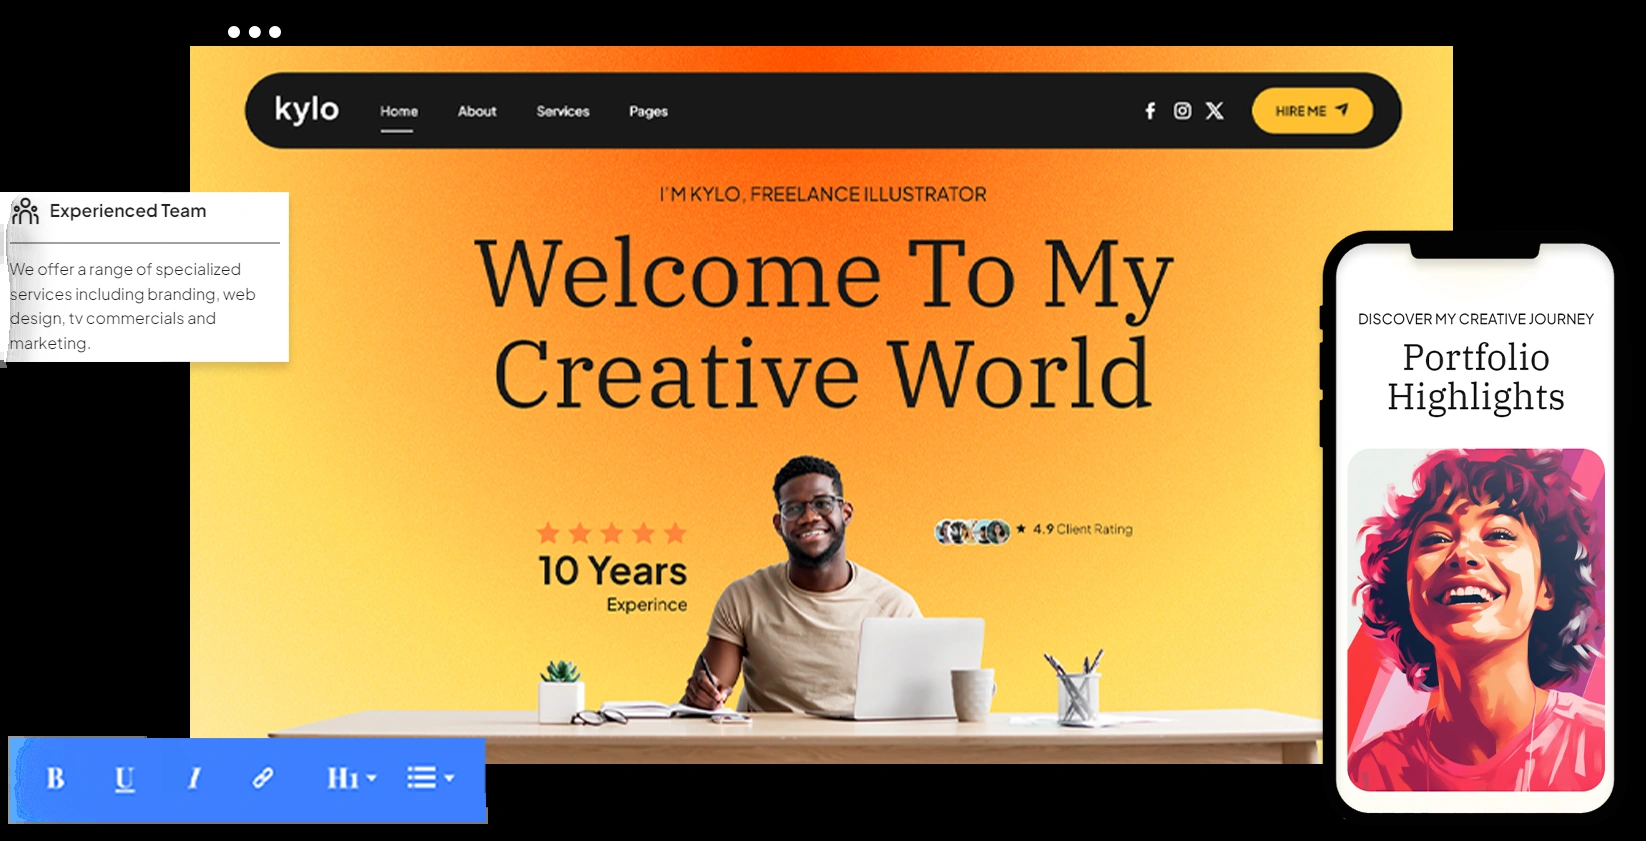 kylo
Home About Services Pages
HIRE ME
I'M KYLO, FREELANCE ILLUSTRATOR
Welcome To My
Creative World
10 Years
Experince
★ 4.9 Client Rating
Experienced Team
We offer a range of specialized
services including branding, web
design, tv commercials and
marketing.
DISCOVER MY CREATIVE JOURNEY
Portfolio
Highlights
B U I H1